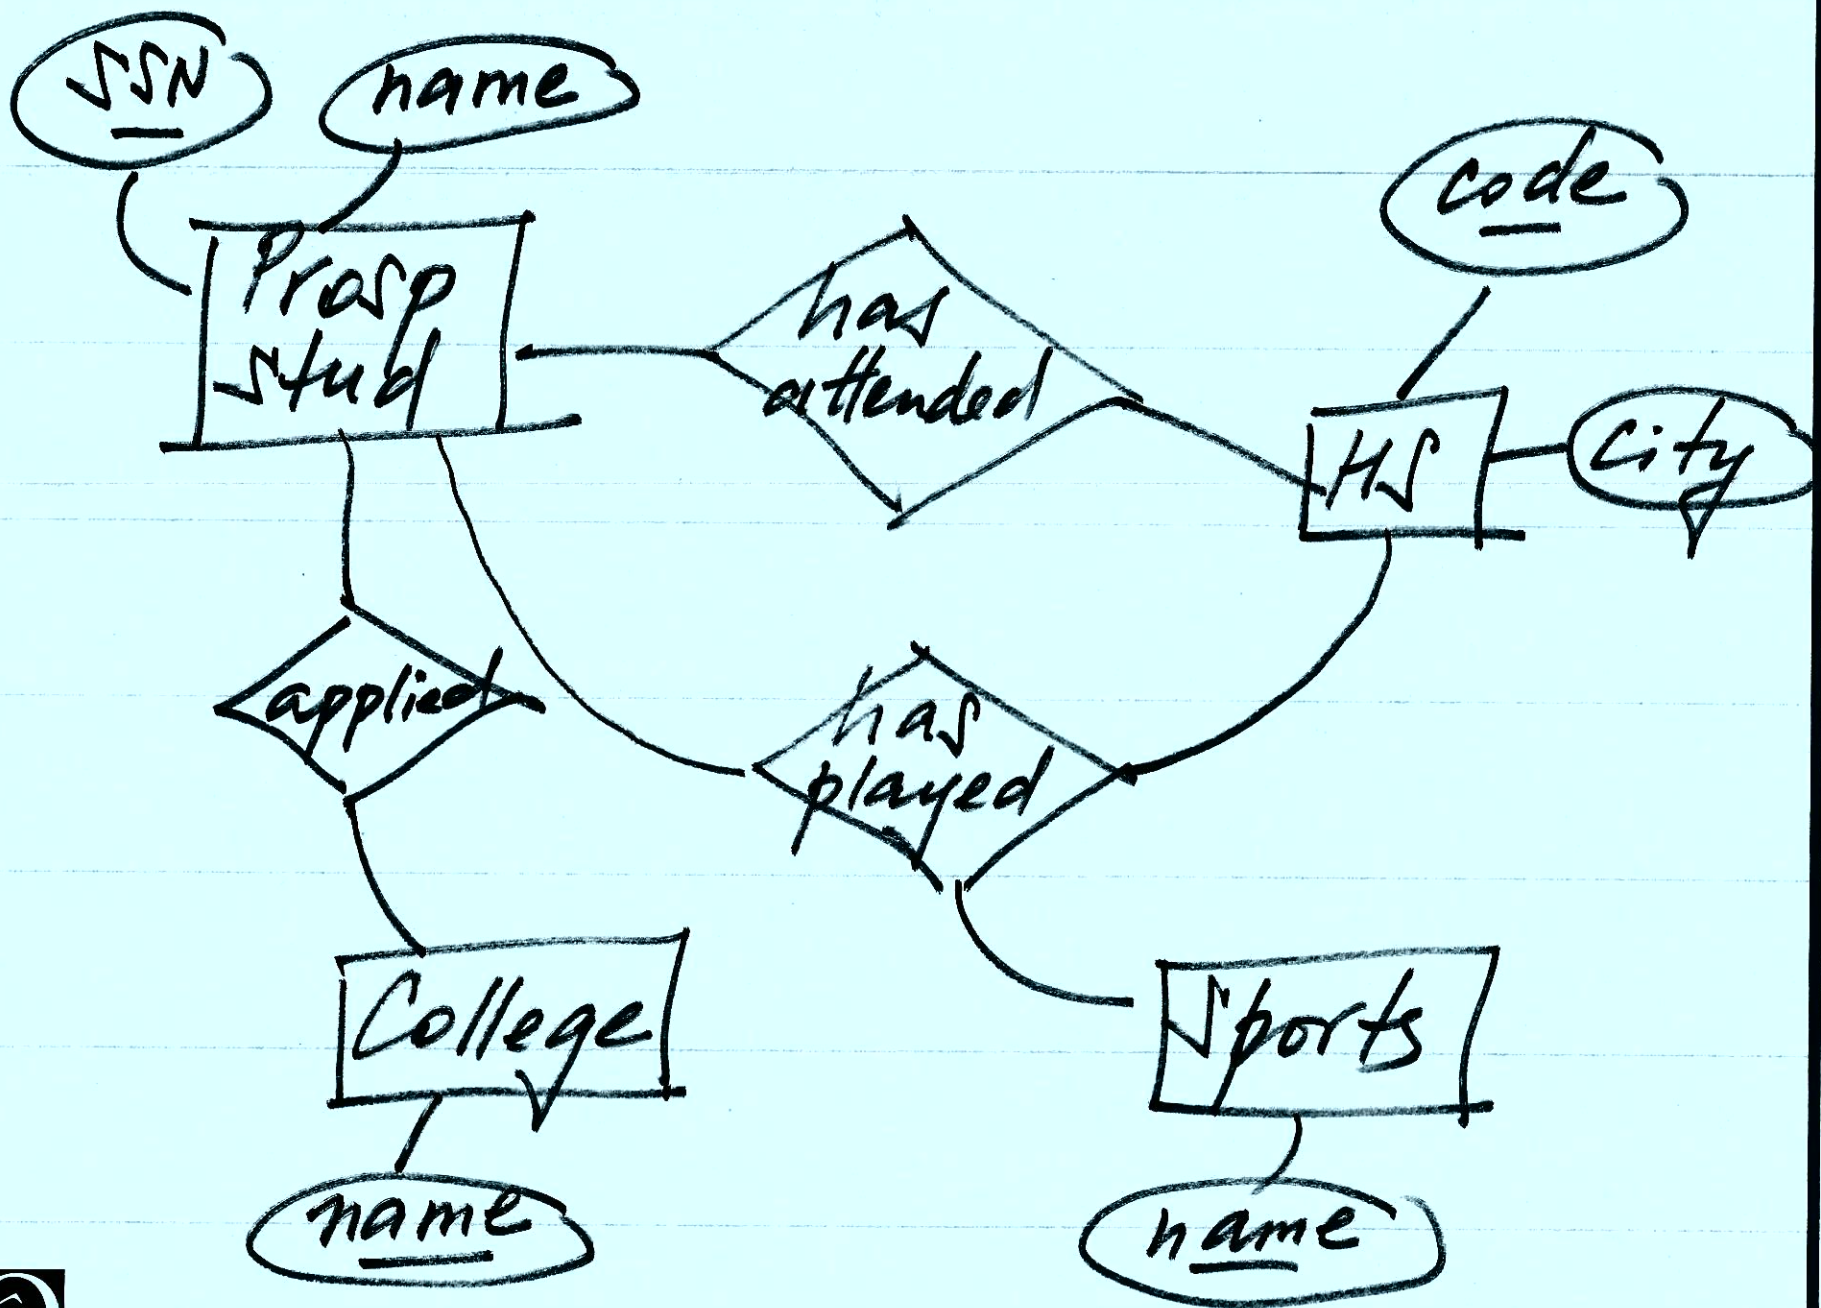 SSN
name
code
Prosp
stud
has
attended
HS
city
applied
has
played
College
Sports
name
name